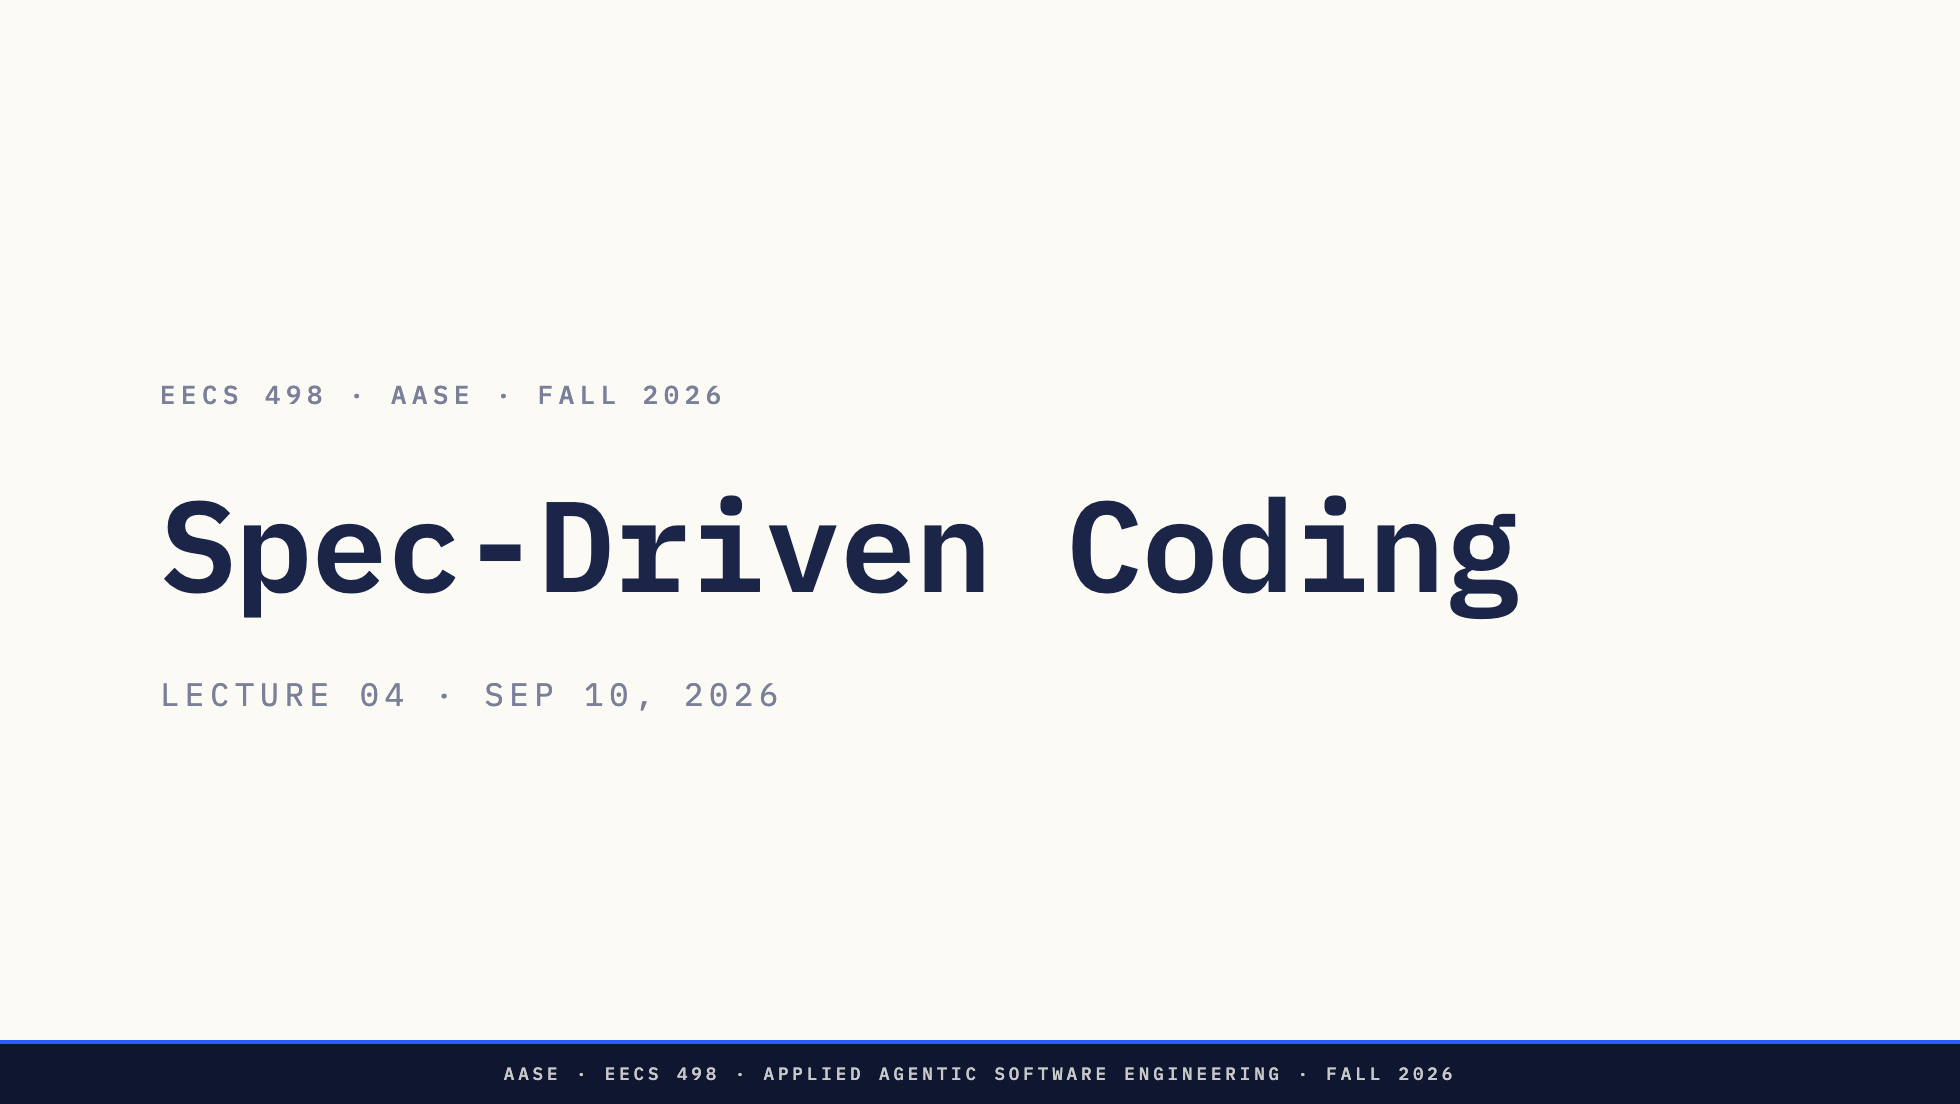 EECS 498 · AASE · FALL 2026
Spec-Driven Coding
LECTURE 04 · SEP 10, 2026
AASE · EECS 498 · APPLIED AGENTIC SOFTWARE ENGINEERING · FALL 2026